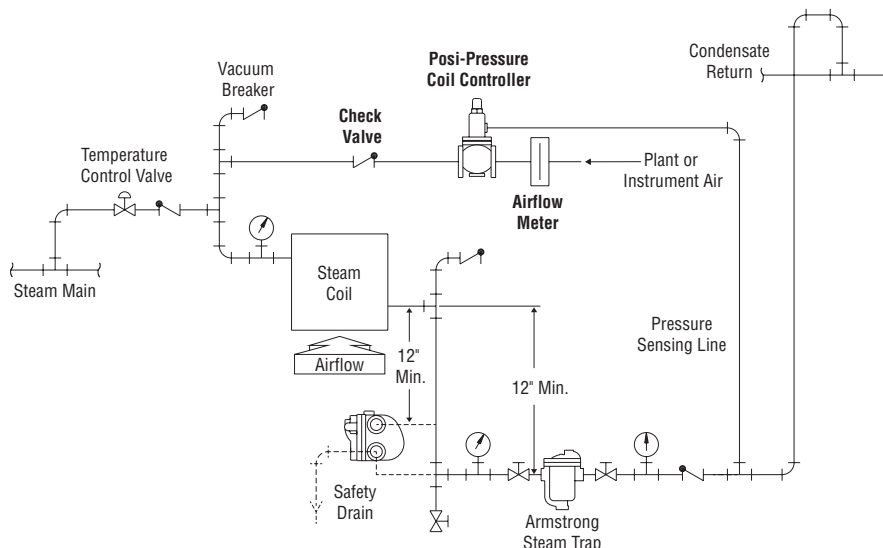 Condensate
Return
Posi-Pressure
Coil Controller
Vacuum
Breaker
Check
Valve
Temperature
Control Valve
Plant or
Instrument Air
Airflow
Meter
Steam Main
Steam
Coil
Airflow
12"
Min.
12" Min.
Pressure
Sensing Line
Safety
Drain
Armstrong
Steam Trap